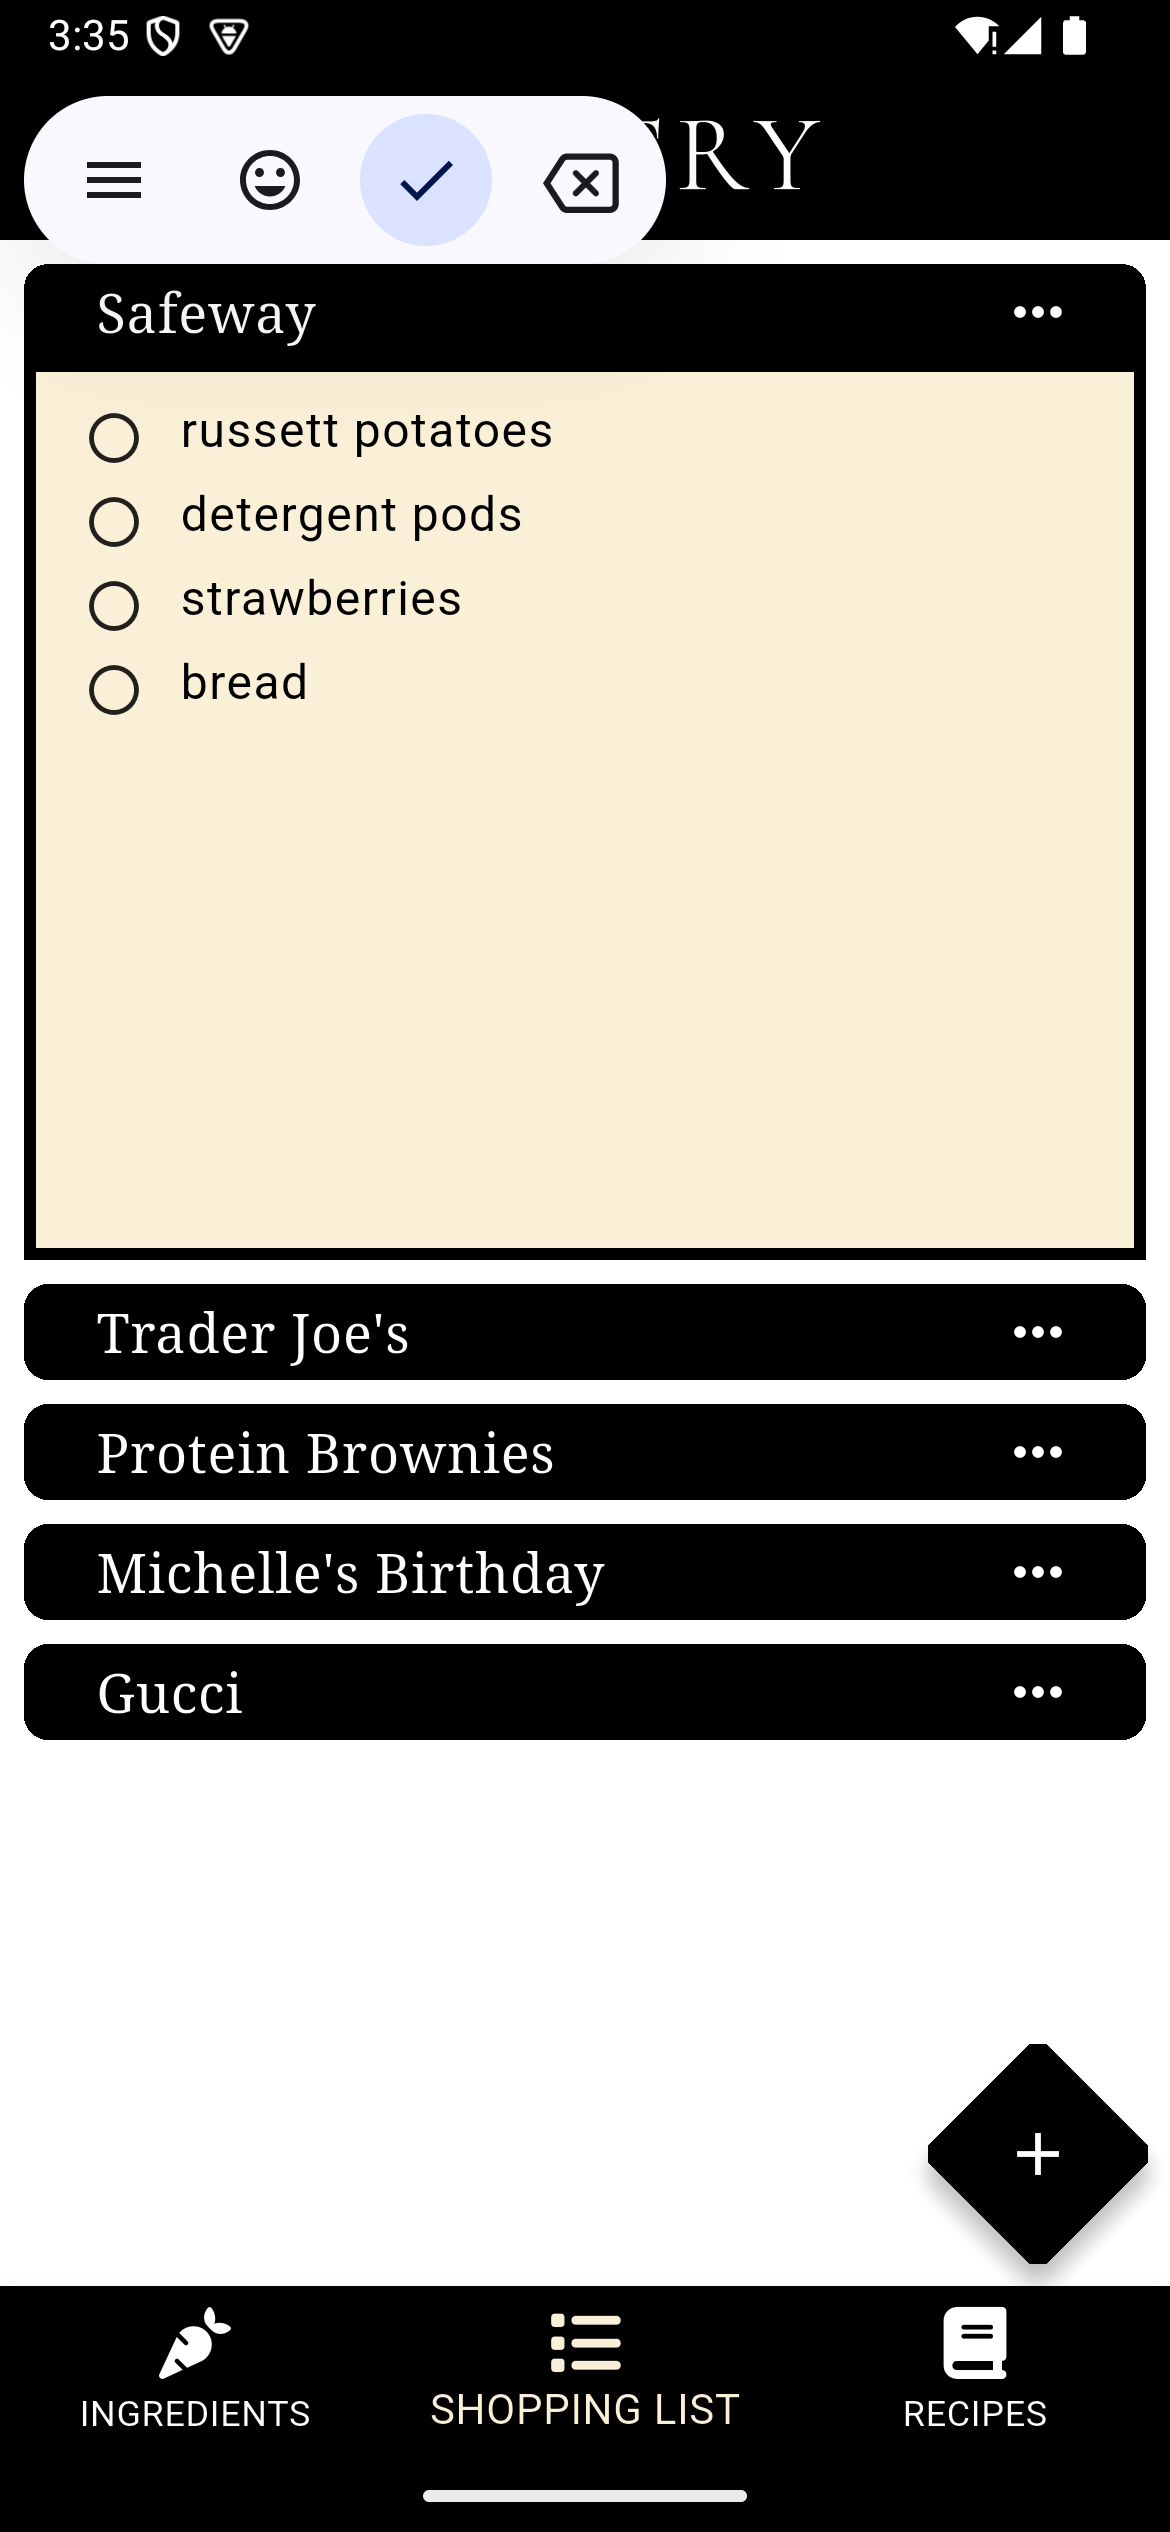 3:35
RY
Safeway
russett potatoes
detergent pods
strawberries
bread
Trader Joe's
Protein Brownies
Michelle's Birthday
Gucci
INGREDIENTS
SHOPPING LIST
RECIPES